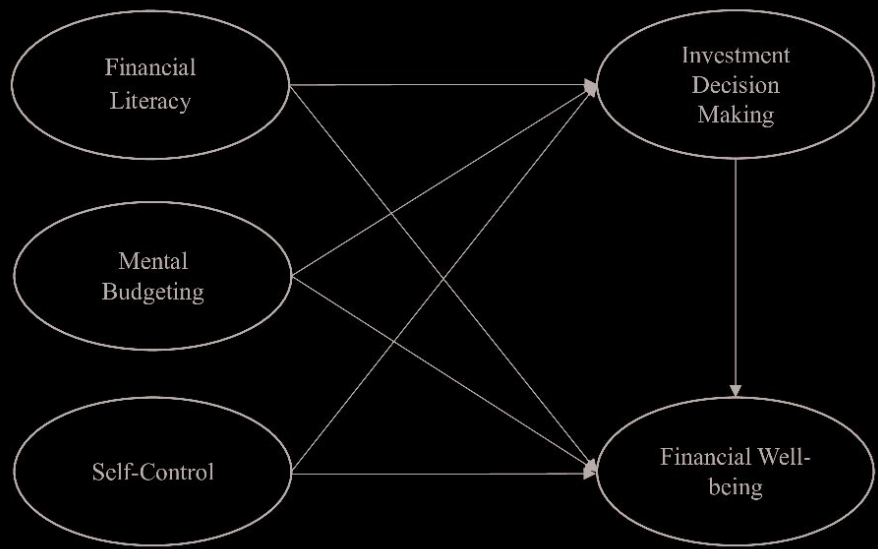 Financial
Literacy
Investment
Decision
Making
Mental
Budgeting
Self-Control
Financial Well-
being